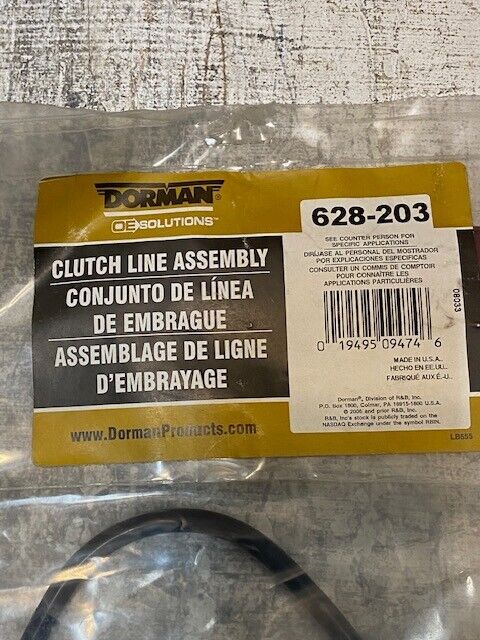 DORMAN®
OE SOLUTIONS™
CLUTCH LINE ASSEMBLY
CONJUNTO DE LÍNEA
DE EMBRAGUE
ASSEMBLAGE DE LIGNE
D'EMBRAYAGE
www.DormanProducts.com
628-203
SEE COUNTER PERSON FOR
SPECIFIC APPLICATIONS
DIRÍJASE AL PERSONAL DEL MOSTRADOR
POR EXPLICACIONES ESPECIFICAS
CONSULTER UN COMMIS DE COMPTOIR
POUR CONNAÎTRE LES
APPLICATIONS PARTICULIÈRES
08033
0 19495 09474 6
MADE IN U.S.A.
HECHO EN EE.UU.
FABRIQUÉ AUX É.-U.
Dorman®, Division of R&B, Inc.
P.O. Box 1800, Colmar, PA 18915-1800 U.S.A.
© 2005 and prior R&B, Inc.
R&B, Inc's stock is publicly traded on the
NASDAQ Exchange under the symbol RBIN.
LB555